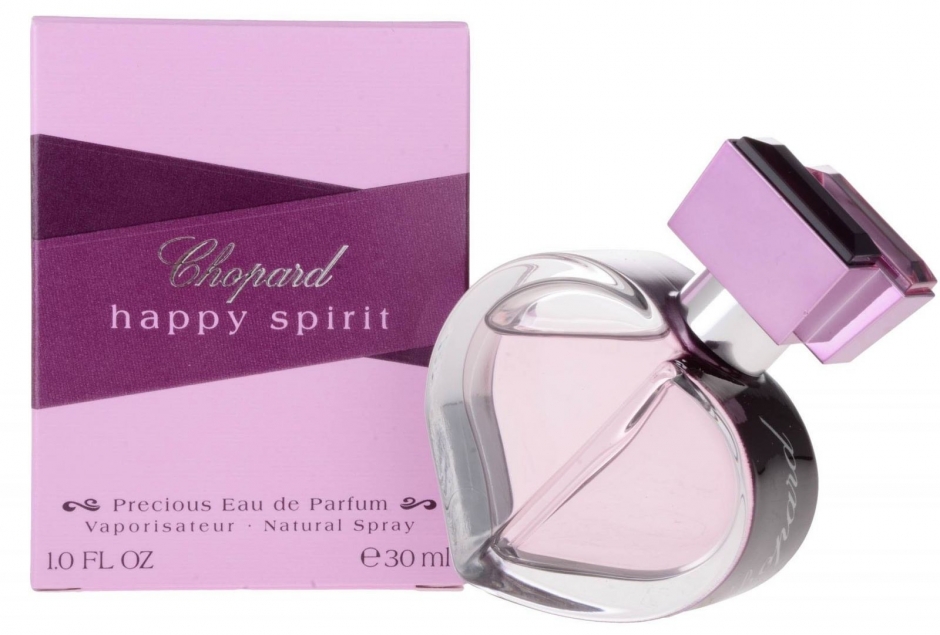 Chopard
happy spirit
Precious Eau de Parfum
Vaporisateur · Natural Spray
1.0 FL OZ
℮ 30 ml